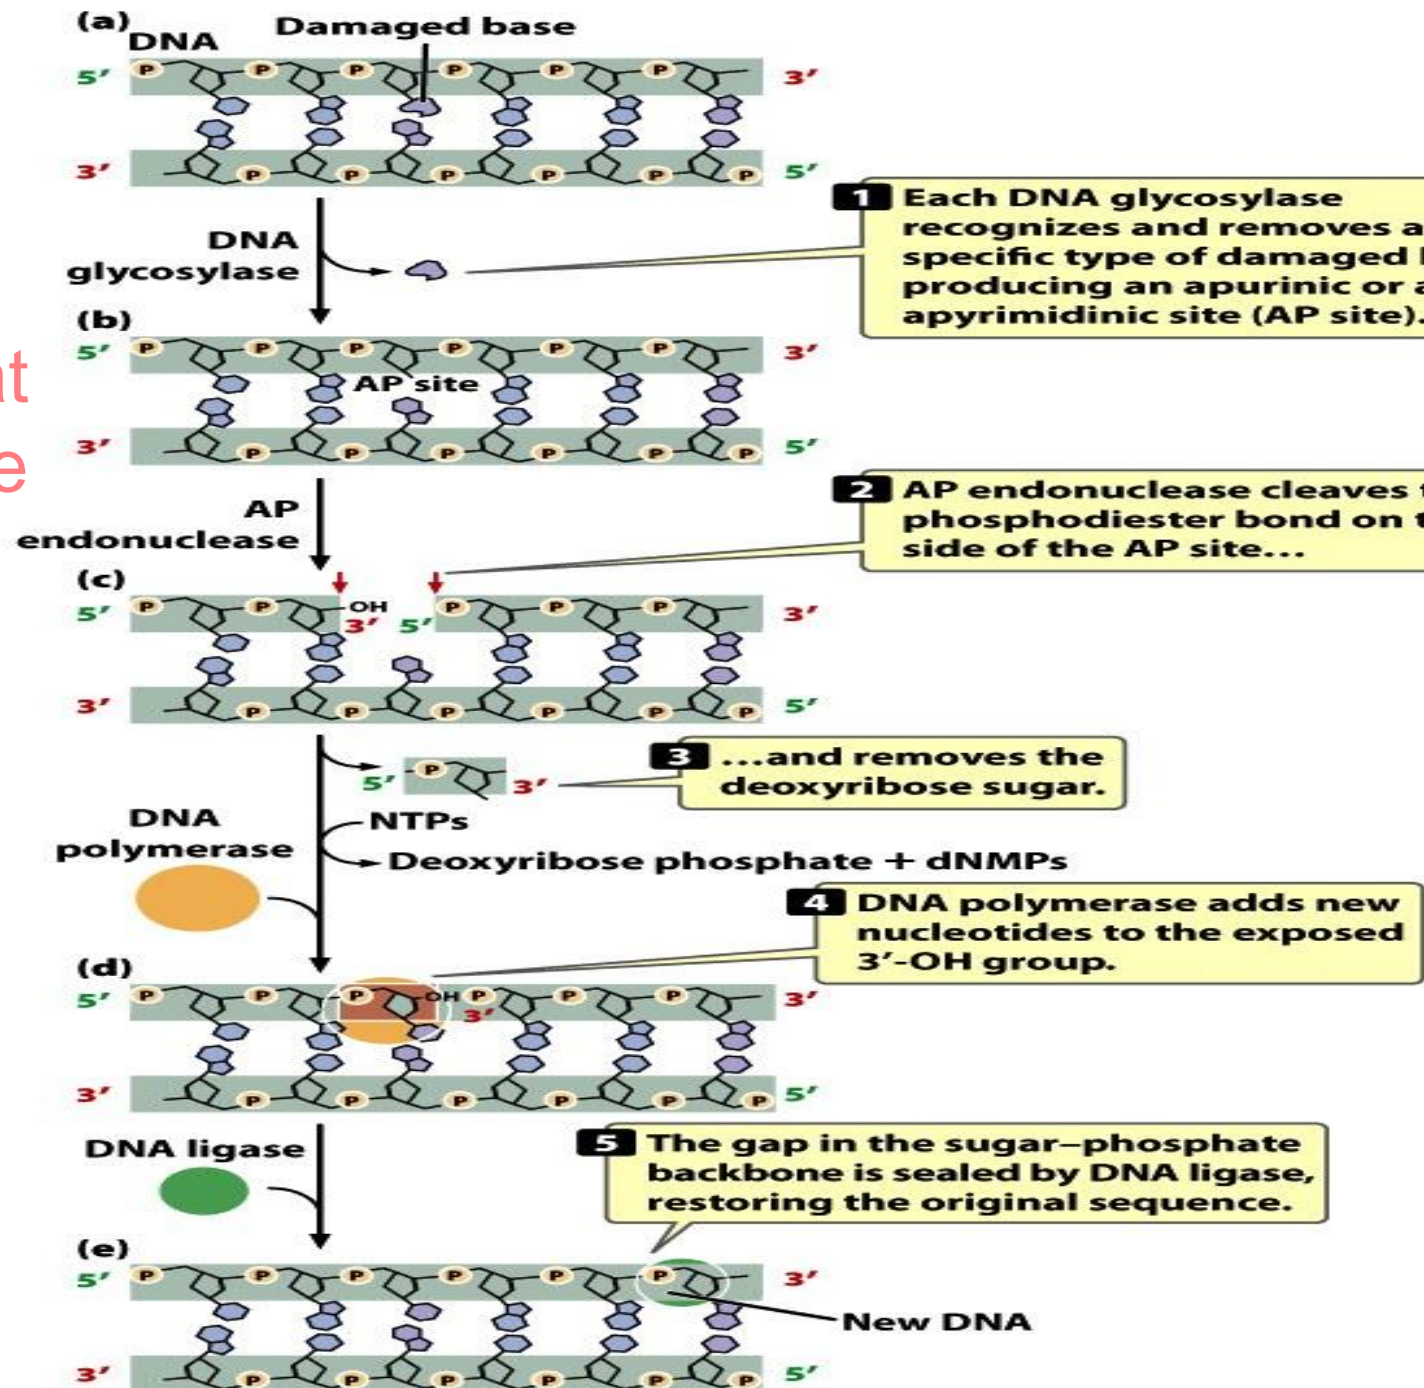 (a)
DNA
Damaged base
5′ P P P P P P 3′
3′ P P P P P P 5′
DNA
glycosylase
1 Each DNA glycosylase
recognizes and removes a
specific type of damaged
producing an apurinic or
apyrimidinic site (AP site).
at
e
(b)
5′ P P P P P P 3′
AP site
3′ P P P P P P 5′
AP
endonuclease
2 AP endonuclease cleaves
phosphodiester bond on
side of the AP site...
(c)
5′ P P OH 3′ 5′ P P P 3′
3′ P P P P P P 5′
5′ P 3′
3 ...and removes the
deoxyribose sugar.
NTPs
Deoxyribose phosphate + dNMPs
DNA
polymerase
4 DNA polymerase adds new
nucleotides to the exposed
3′-OH group.
(d)
5′ P P P OH 3′ P P P 3′
3′ P P P P P P 5′
DNA ligase
5 The gap in the sugar–phosphate
backbone is sealed by DNA ligase,
restoring the original sequence.
(e)
5′ P P P P P P 3′
New DNA
3′ P P P P P P 5′